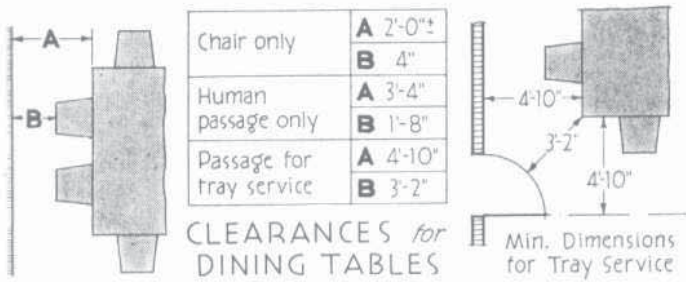 A
B
Chair only
A 2'-0"±
B 4"
Human
passage only
A 3'-4"
B 1'-8"
Passage for
tray service
A 4'-10"
B 3'-2"
CLEARANCES for
DINING TABLES
4'-10"
3'-2"
4'-10"
Min. Dimensions
for Tray Service